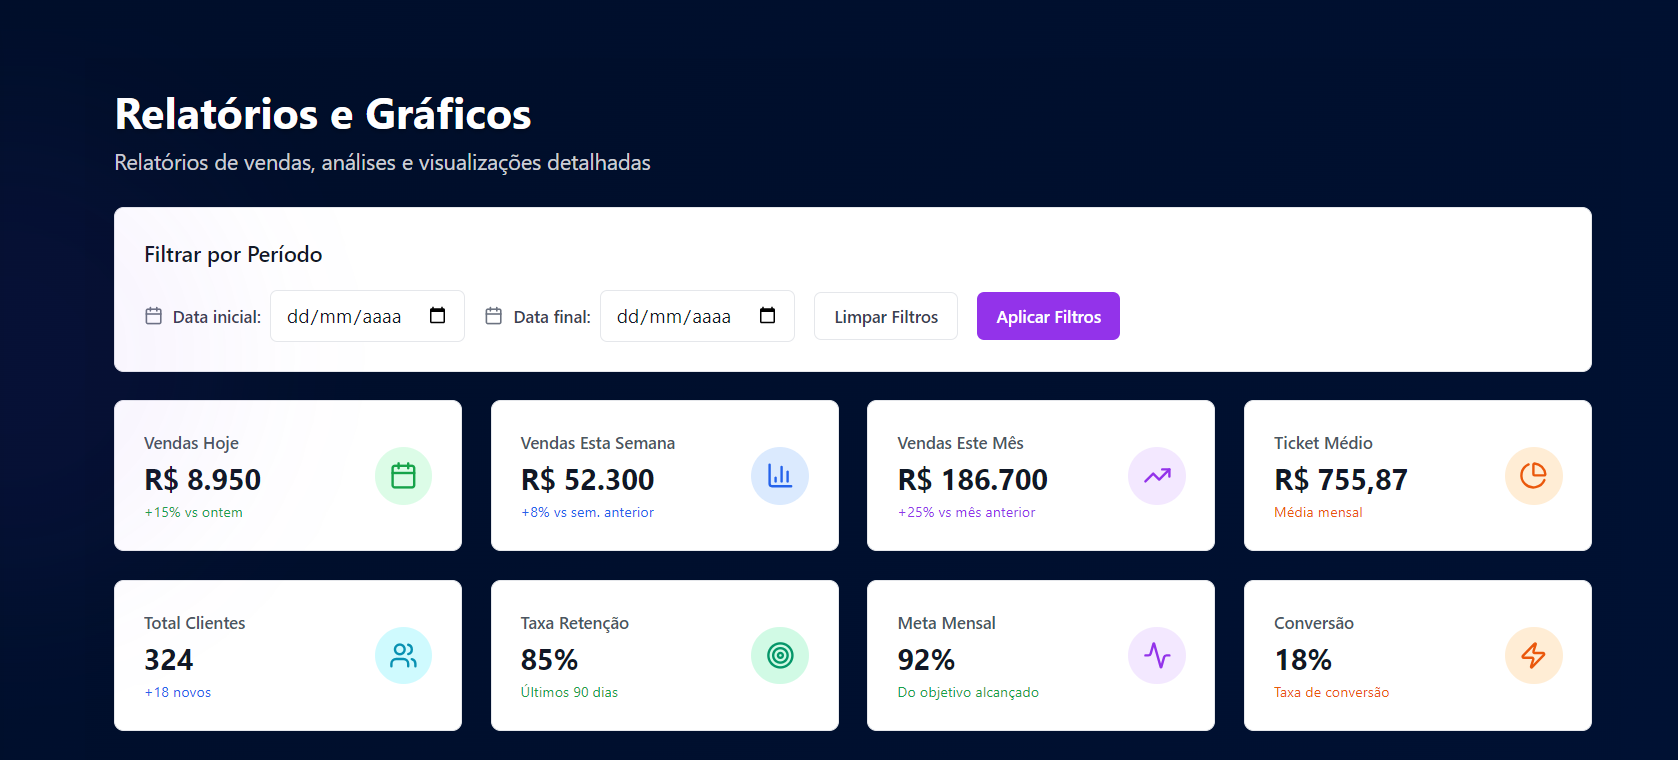 Relatórios e Gráficos
Relatórios de vendas, análises e visualizações detalhadas
Filtrar por Período
Data inicial: dd/mm/aaaa Data final: dd/mm/aaaa Limpar Filtros Aplicar Filtros
Vendas Hoje
R$ 8.950
+15% vs ontem
Vendas Esta Semana
R$ 52.300
+8% vs sem. anterior
Vendas Este Mês
R$ 186.700
+25% vs mês anterior
Ticket Médio
R$ 755,87
Média mensal
Total Clientes
324
+18 novos
Taxa Retenção
85%
Últimos 90 dias
Meta Mensal
92%
Do objetivo alcançado
Conversão
18%
Taxa de conversão